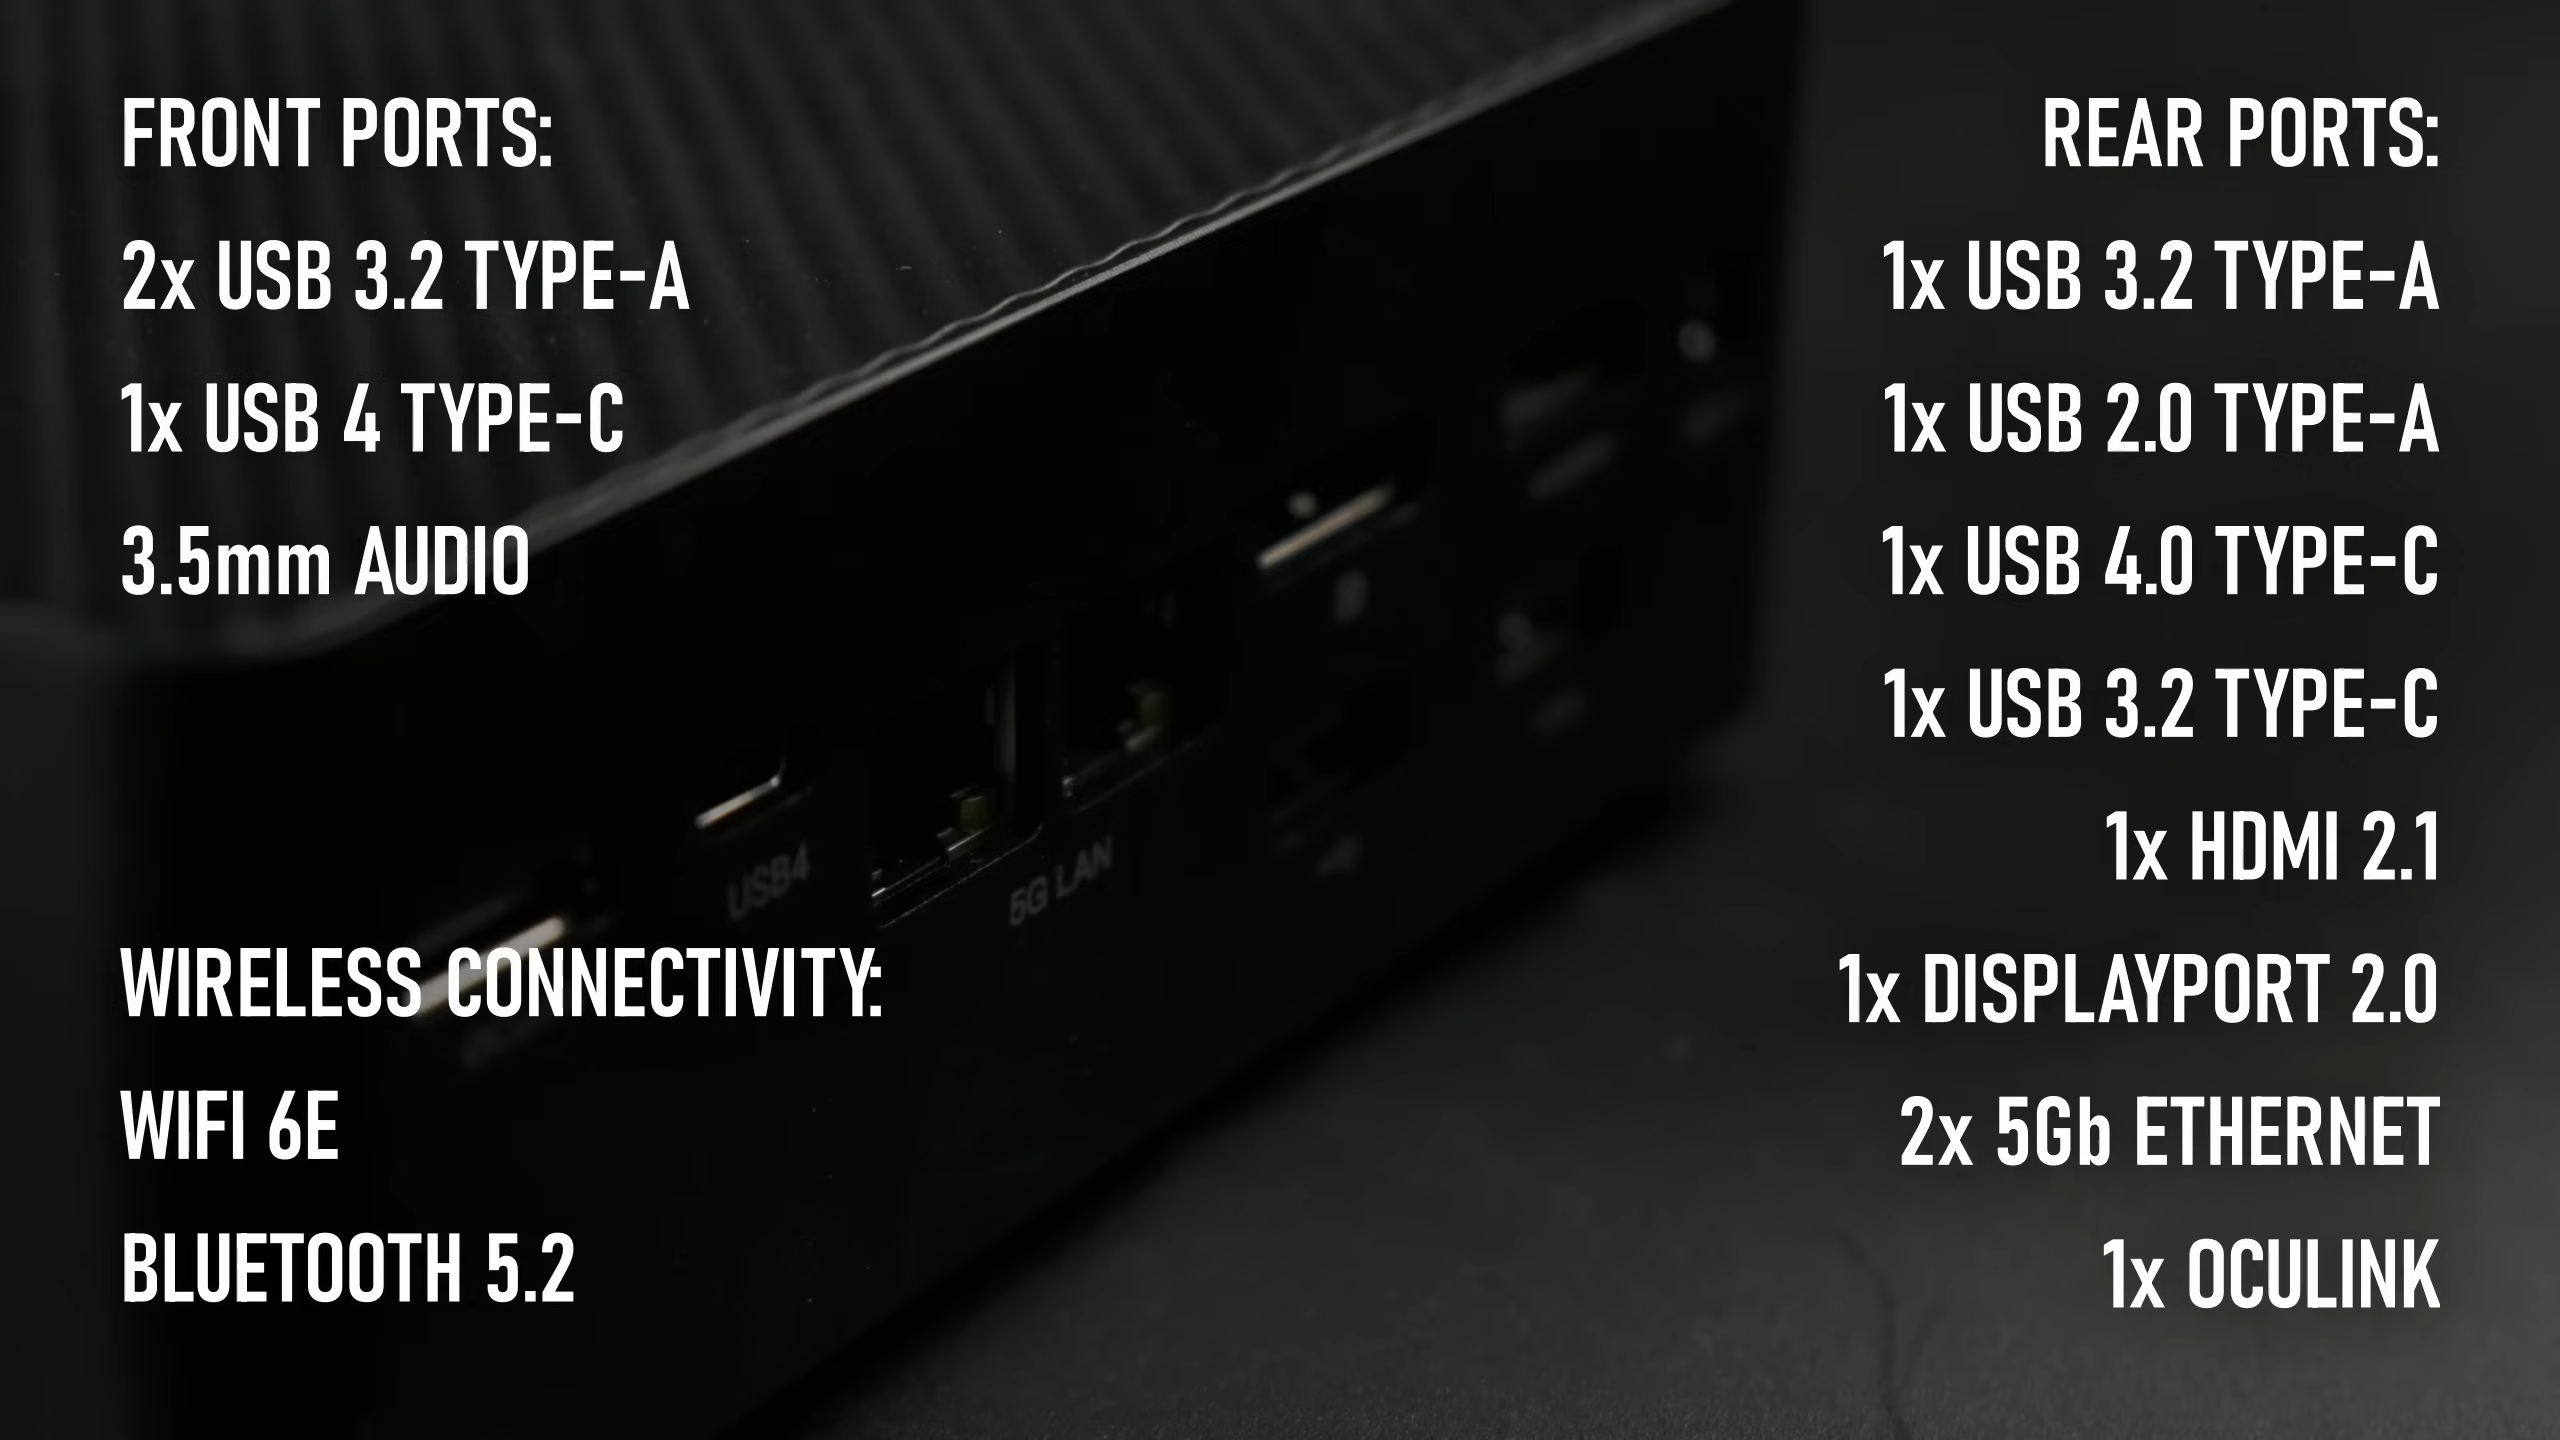 FRONT PORTS:
2x USB 3.2 TYPE-A
1x USB 4 TYPE-C
3.5mm AUDIO
WIRELESS CONNECTIVITY:
WIFI 6E
BLUETOOTH 5.2
REAR PORTS:
1x USB 3.2 TYPE-A
1x USB 2.0 TYPE-A
1x USB 4.0 TYPE-C
1x USB 3.2 TYPE-C
1x HDMI 2.1
1x DISPLAYPORT 2.0
2x 5Gb ETHERNET
1x OCULINK
USB4
5G LAN